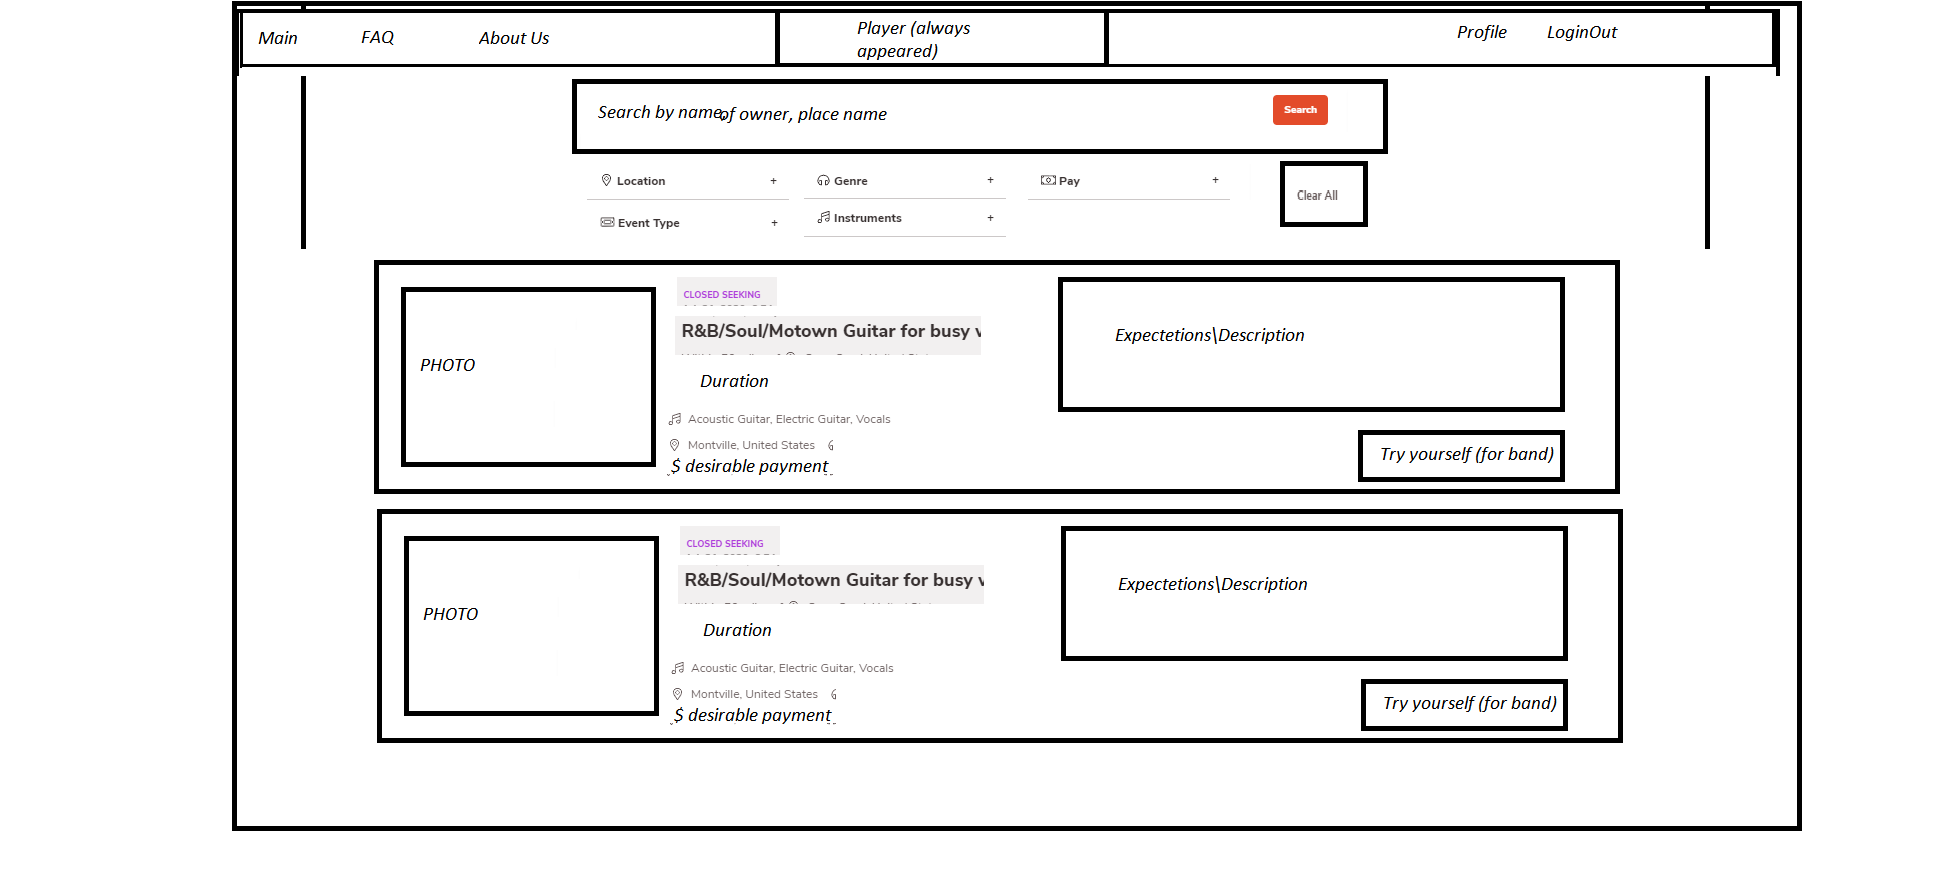 Main FAQ About Us Player (always
appeared) Profile LoginOut
Search by name, of owner, place name Search
Location + Genre + Pay + Clear All
Event Type + Instruments +
CLOSED SEEKING
R&B/Soul/Motown Guitar for busy
PHOTO
Duration
Acoustic Guitar, Electric Guitar, Vocals
Montville, United States
$ desirable payment
Expectetions\Description
Try yourself (for band)
CLOSED SEEKING
R&B/Soul/Motown Guitar for busy
PHOTO
Duration
Acoustic Guitar, Electric Guitar, Vocals
Montville, United States
$ desirable payment
Expectetions\Description
Try yourself (for band)